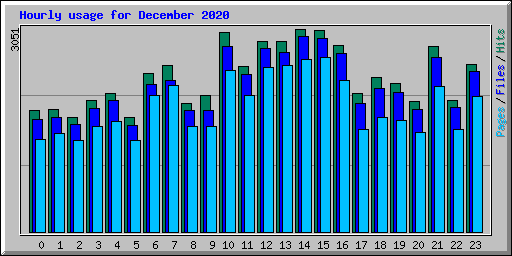 Hourly usage for December 2020
3051
Pages / Files / Hits
0 1 2 3 4 5 6 7 8 9 10 11 12 13 14 15 16 17 18 19 20 21 22 23